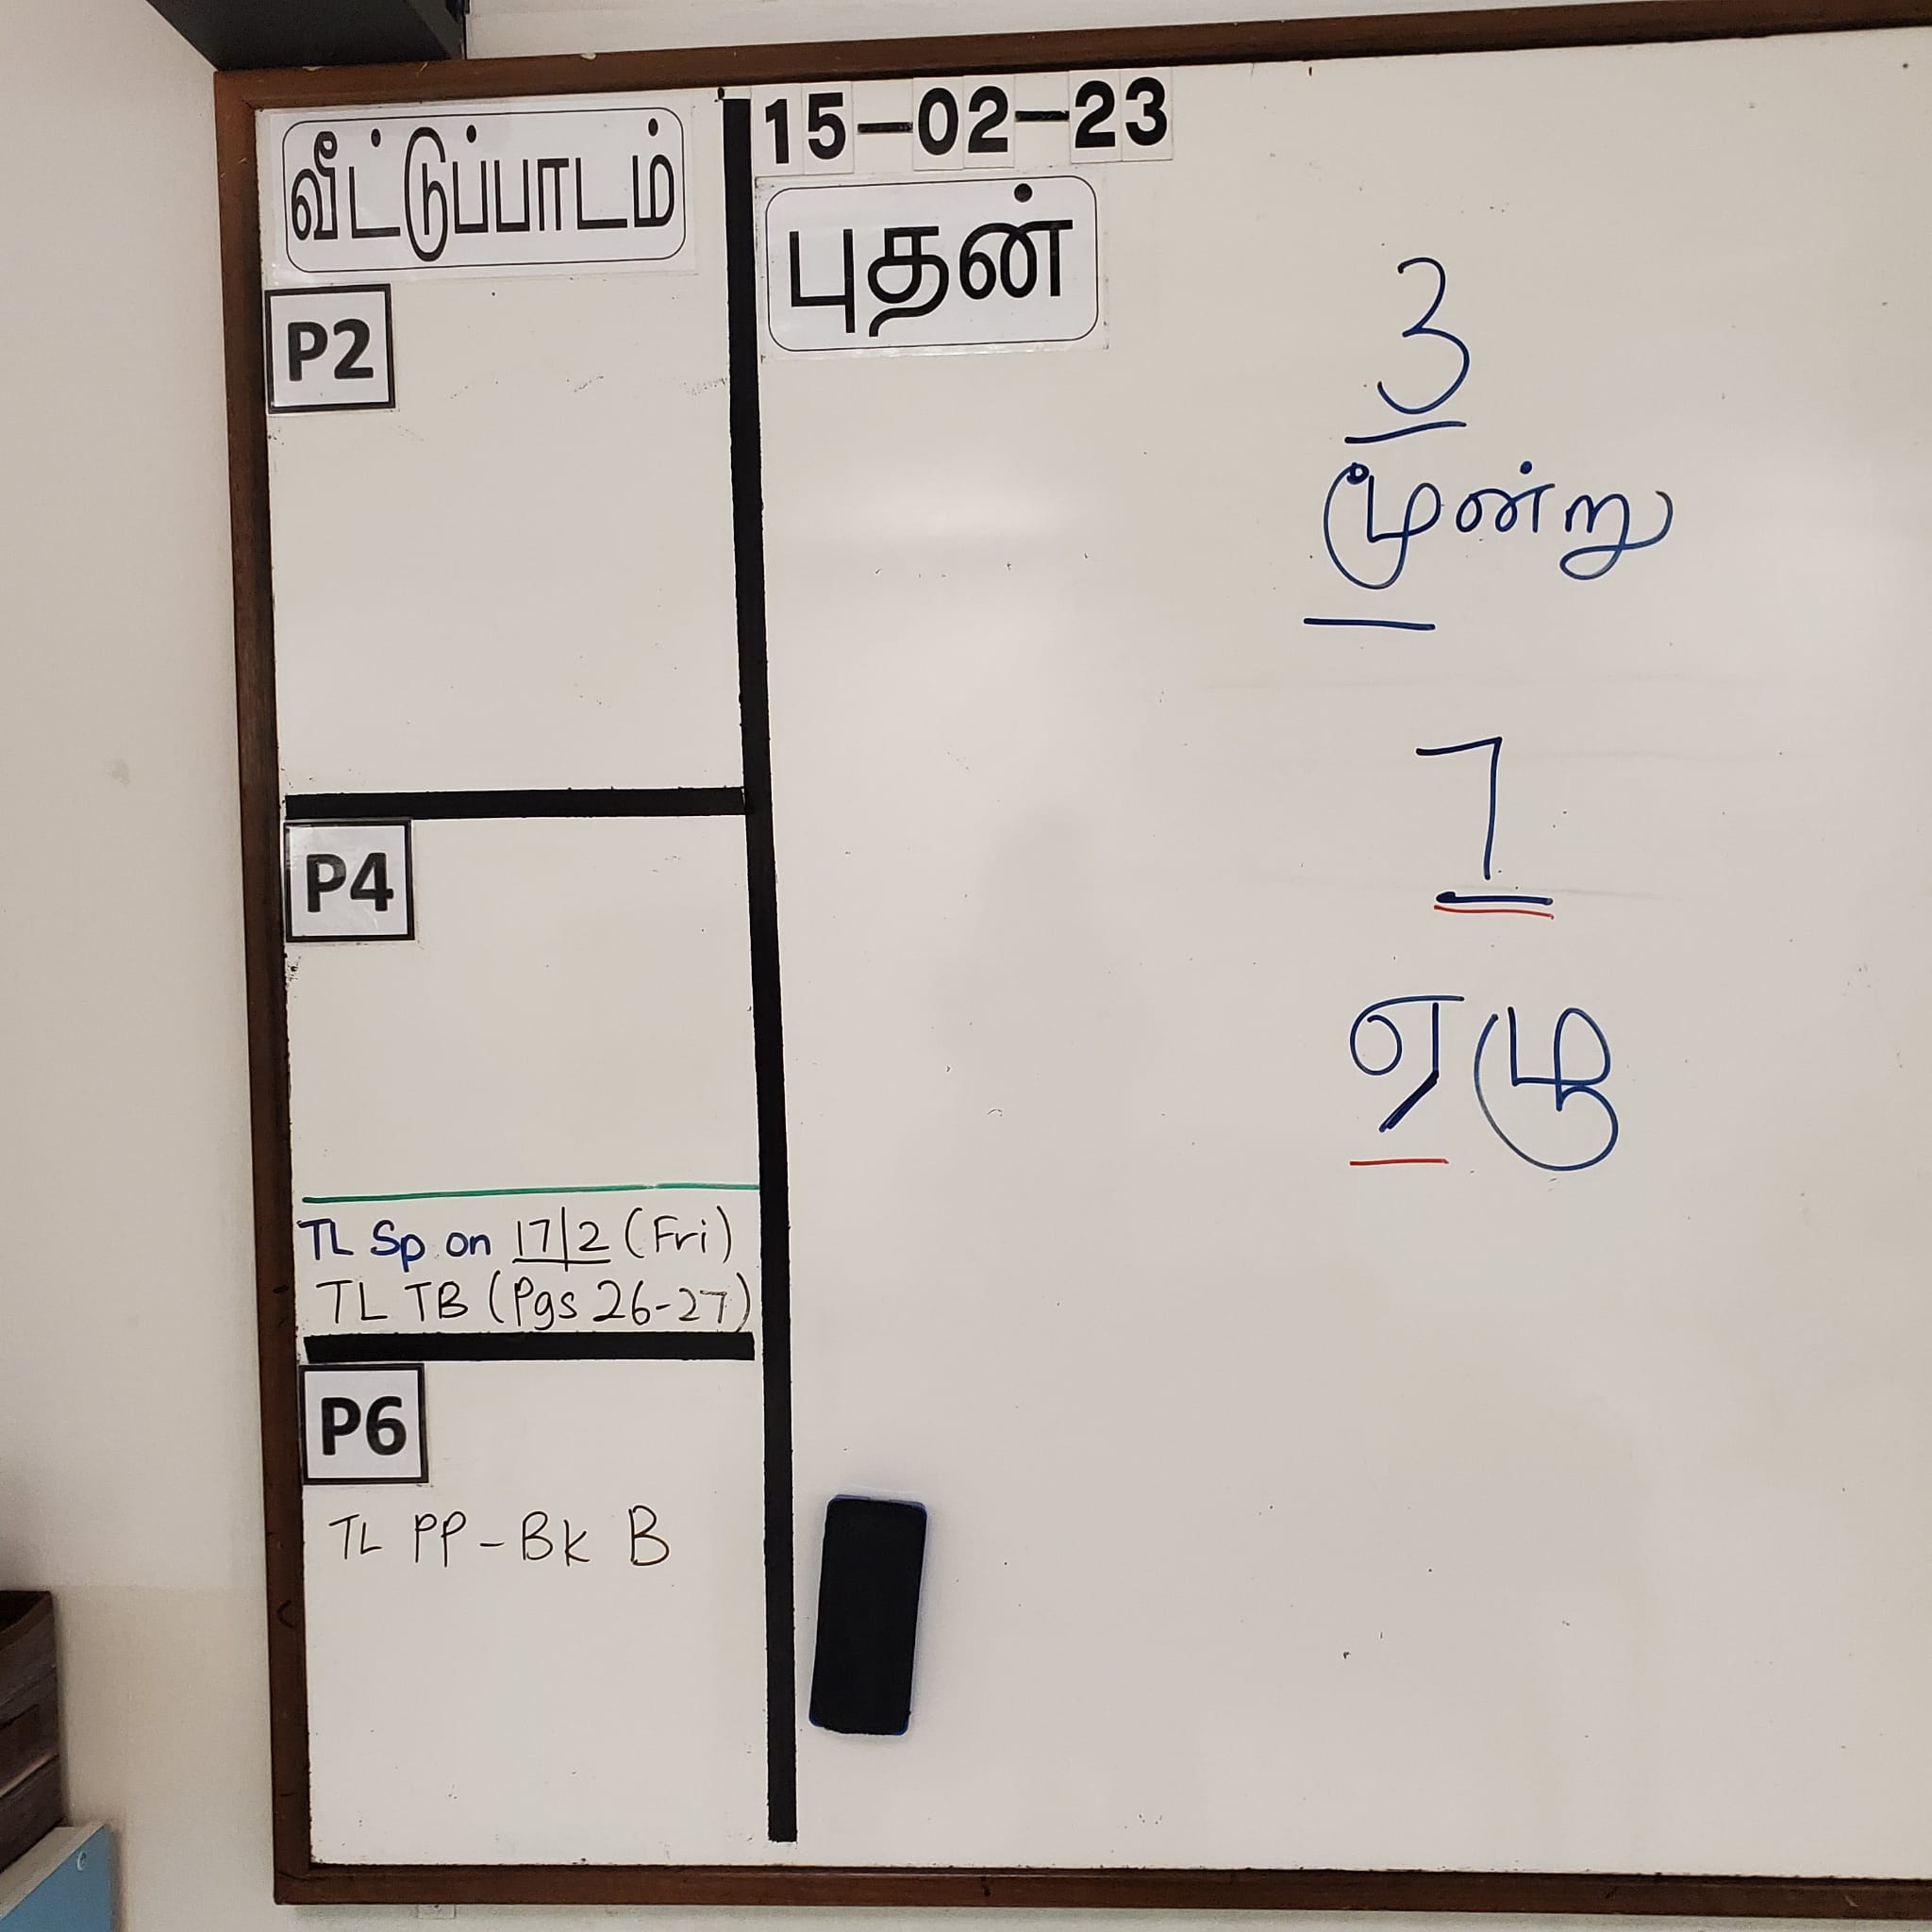 வீட்டுப்பாடம்
P2
P4
TL Sp on 17/2 (Fri)
TL TB (Pgs 26-27)
P6
TL PP - Bk B
15-02-23
புதன்
3
மூன்று
7
ஏழு